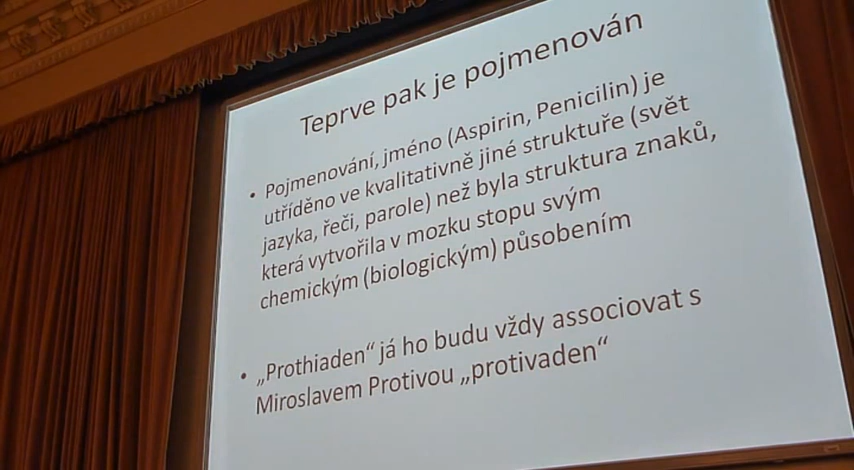 Teprve pak je pojmenován
• Pojmenování, jméno (Aspirin, Penicilin) je
utříděno ve kvalitativně jiné struktuře (svět
jazyka, řeči, parole) než byla struktura znaků,
která vytvořila v mozku stopu svým
chemickým (biologickým) působením
• „Prothiaden“ já ho budu vždy associovat s
Miroslavem Protivou „protivaden“